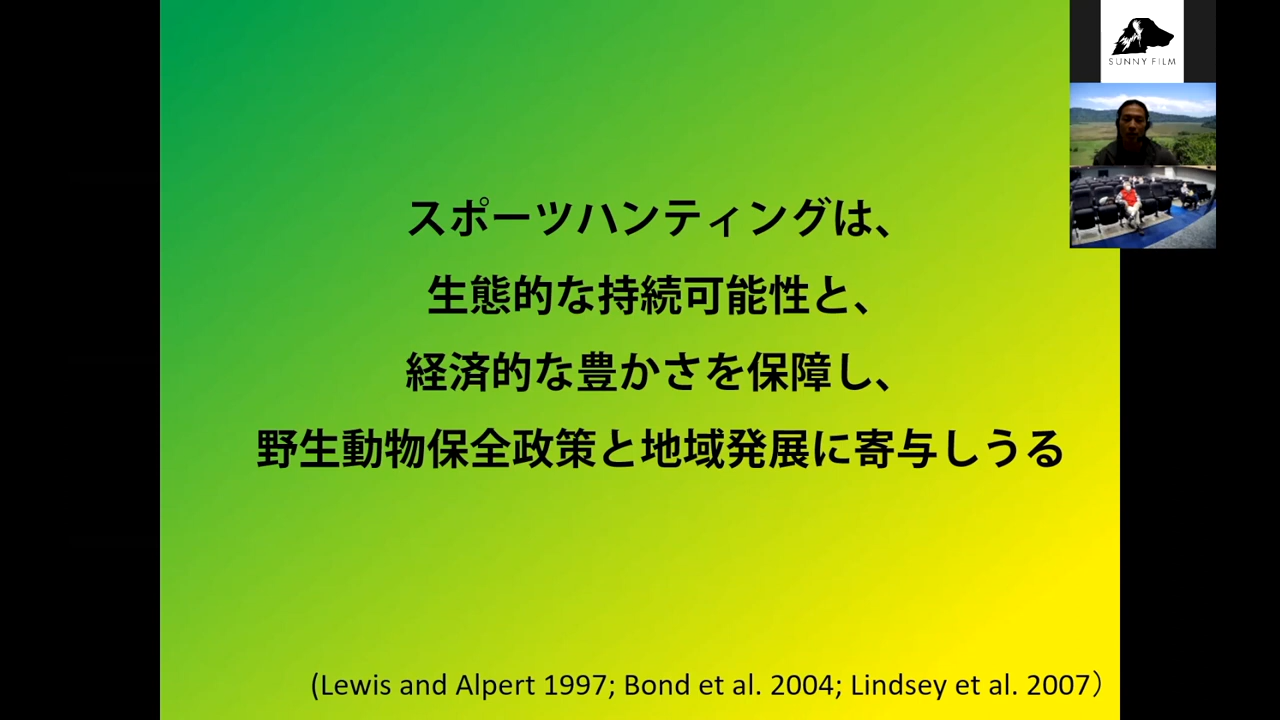 スポーツハンティングは、
生態的な持続可能性と、
経済的な豊かさを保障し、
野生動物保全政策と地域発展に寄与しうる
(Lewis and Alpert 1997; Bond et al. 2004; Lindsey et al. 2007）
SUNNY FILM